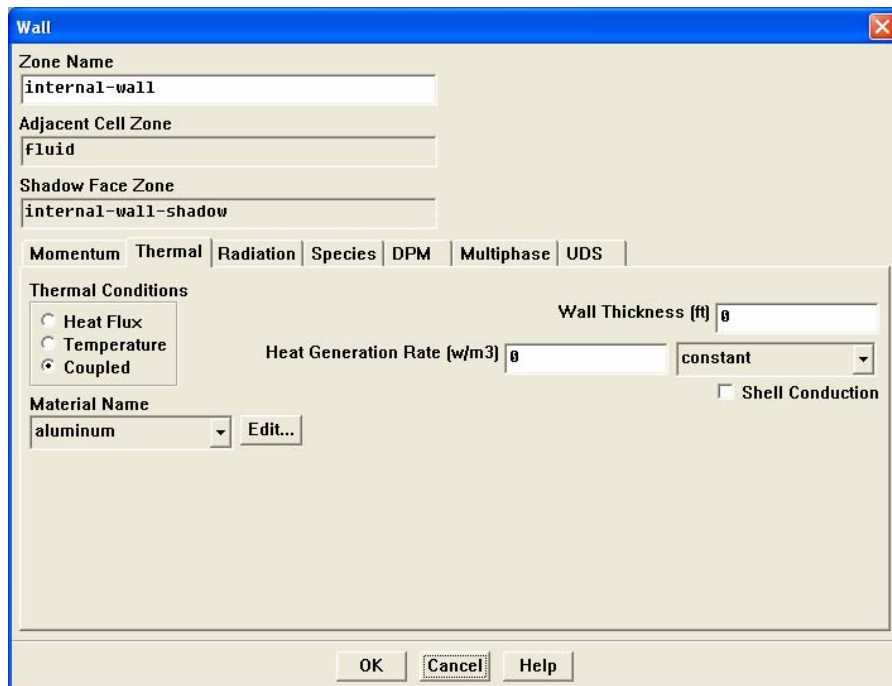 Wall
Zone Name
internal-wall
Adjacent Cell Zone
fluid
Shadow Face Zone
internal-wall-shadow
Momentum Thermal Radiation Species DPM Multiphase UDS
Thermal Conditions
Heat Flux
Temperature
Coupled
Wall Thickness (ft) 0
Heat Generation Rate (w/m3) 0 constant
Shell Conduction
Material Name
aluminum Edit...
OK Cancel Help